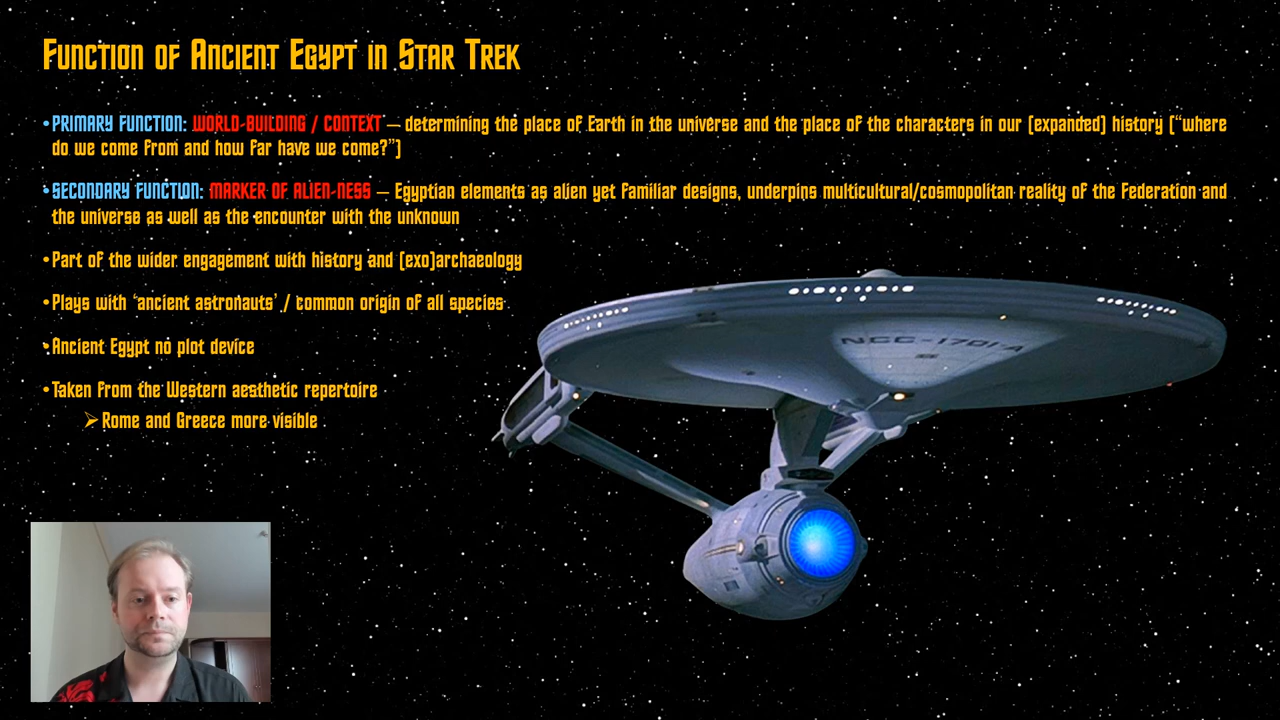 Function of Ancient Egypt in Star Trek
•PRIMARY FUNCTION: WORLD-BUILDING / CONTEXT – determining the place of Earth in the universe and the place of the characters in our (expanded) history (“where
do we come from and how far have we come?”)
•SECONDARY FUNCTION: MARKER OF ALIEN-NESS – Egyptian elements as alien yet familiar designs, underpins multicultural/cosmopolitan reality of the Federation and
the universe as well as the encounter with the unknown
•Part of the wider engagement with history and (exo)archaeology
•Plays with ‘ancient astronauts’ / common origin of all species
•Ancient Egypt no plot device
•Taken from the Western aesthetic repertoire
➢Rome and Greece more visible
NCC-1701-A